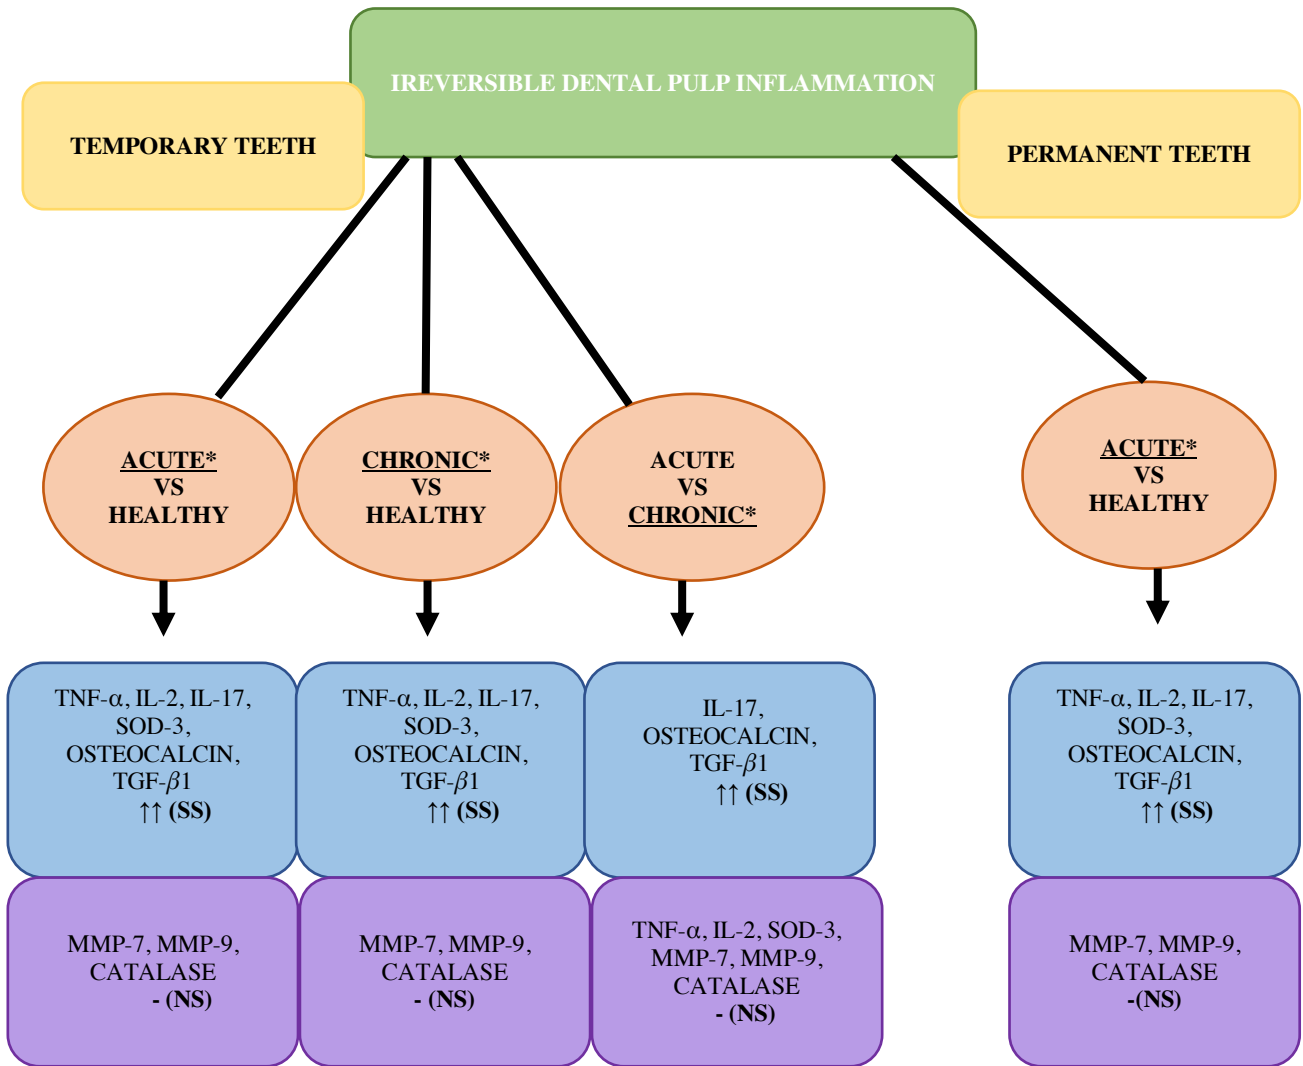 IREVERSIBLE DENTAL PULP INFLAMMATION
TEMPORARY TEETH
PERMANENT TEETH
ACUTE*
VS
HEALTHY
CHRONIC*
VS
HEALTHY
ACUTE
VS
CHRONIC*
ACUTE*
VS
HEALTHY
TNF-α, IL-2, IL-17,
SOD-3,
OSTEOCALCIN,
TGF-β1
↑↑ (SS)
TNF-α, IL-2, IL-17,
SOD-3,
OSTEOCALCIN,
TGF-β1
↑↑ (SS)
IL-17,
OSTEOCALCIN,
TGF-β1
↑↑ (SS)
TNF-α, IL-2, IL-17,
SOD-3,
OSTEOCALCIN,
TGF-β1
↑↑ (SS)
MMP-7, MMP-9,
CATALASE
- (NS)
MMP-7, MMP-9,
CATALASE
- (NS)
TNF-α, IL-2, SOD-3,
MMP-7, MMP-9,
CATALASE
- (NS)
MMP-7, MMP-9,
CATALASE
-(NS)